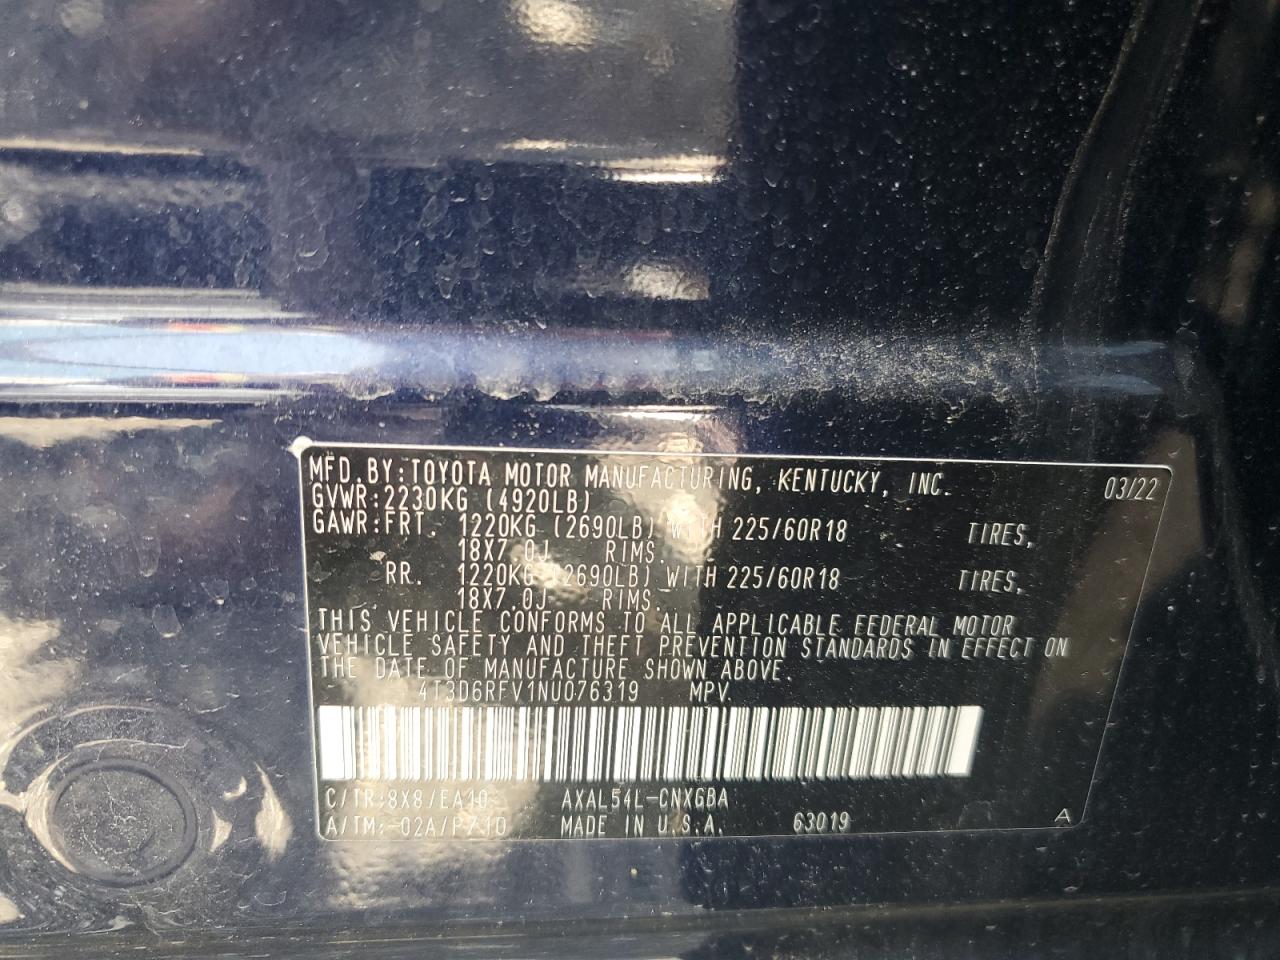 MFD.BY:TOYOTA MOTOR MANUFACTURING, KENTUCKY, INC. 03/22
GVWR:2230KG (4920LB)
GAWR:FRT. 1220KG (2690LB) WITH 225/60R18 TIRES,
18X7.0J RIMS.
RR. 1220KG (2690LB) WITH 225/60R18 TIRES,
18X7.0J RIMS.
THIS VEHICLE CONFORMS TO ALL APPLICABLE FEDERAL MOTOR
VEHICLE SAFETY AND THEFT PREVENTION STANDARDS IN EFFECT ON
THE DATE OF MANUFACTURE SHOWN ABOVE.
4T3D6RFV1NU076319 MPV.
C/TR:8X8/EA10 AXAL54L-CNXGBA
A/TM:-02A/P710 MADE IN U.S.A. 63019 A